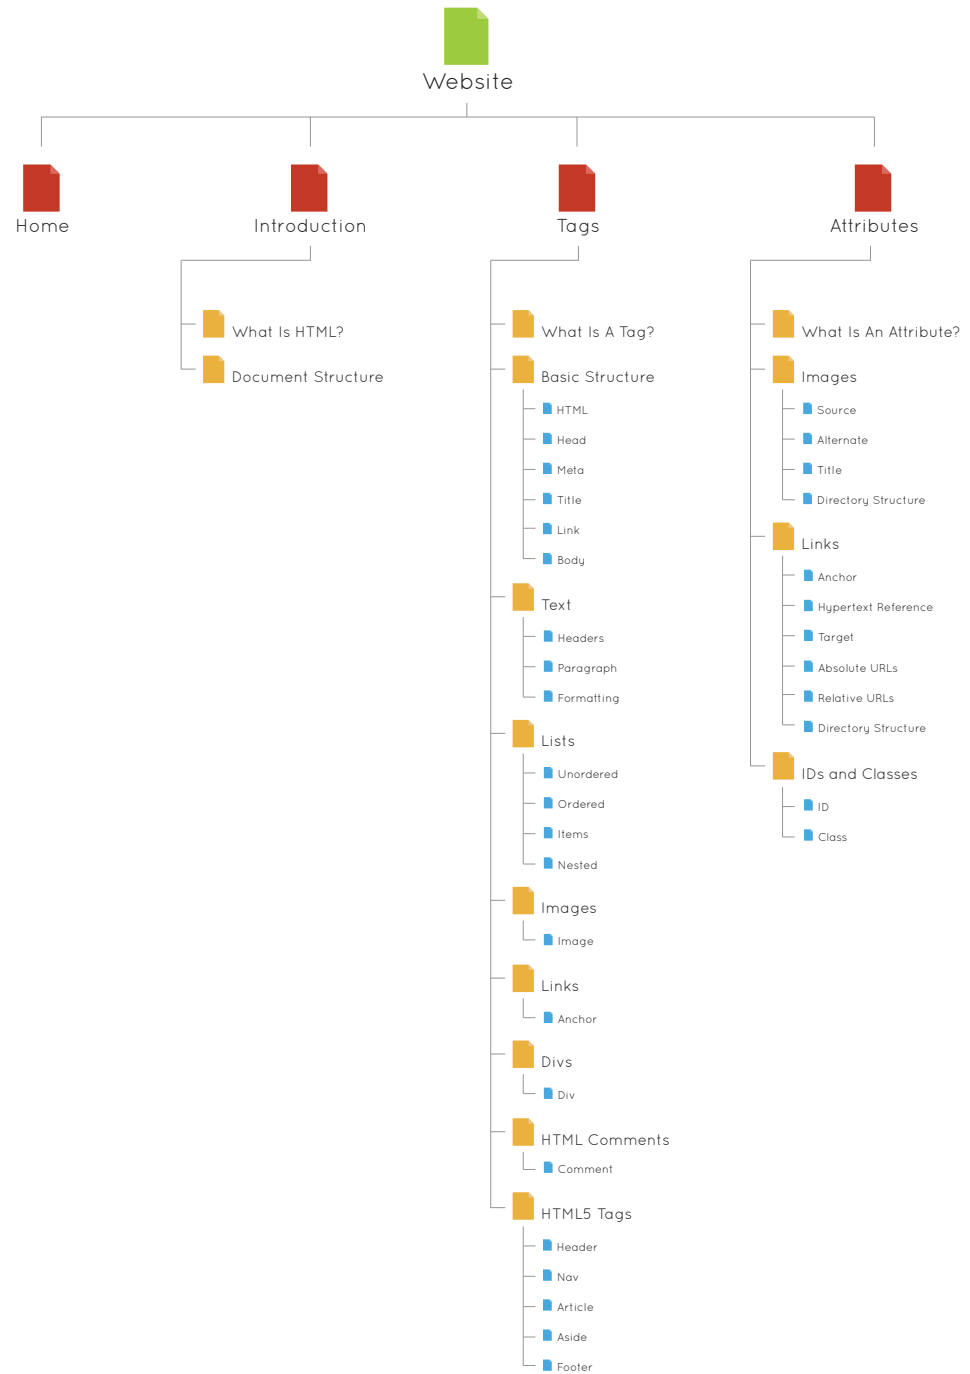 Website
Home
Introduction
What Is HTML?
Document Structure
Tags
What Is A Tag?
Basic Structure
HTML
Head
Meta
Title
Link
Body
Text
Headers
Paragraph
Formatting
Lists
Unordered
Ordered
Items
Nested
Images
Image
Links
Anchor
Divs
Div
HTML Comments
Comment
HTML5 Tags
Header
Nav
Article
Aside
Footer
Attributes
What Is An Attribute?
Images
Source
Alternate
Title
Directory Structure
Links
Anchor
Hypertext Reference
Target
Absolute URLs
Relative URLs
Directory Structure
IDs and Classes
ID
Class